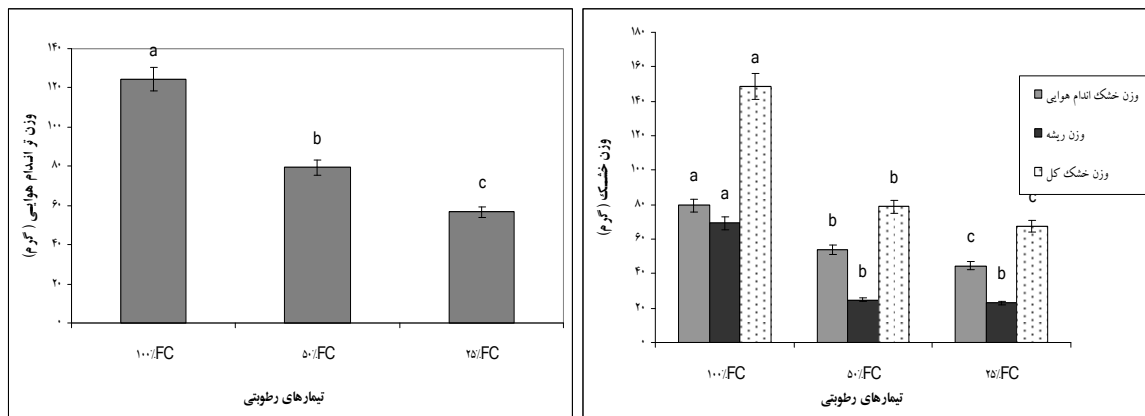 وزن تر اندام هوایی (گرم)
۱۴۰
۱۲۰
۱۰۰
۸۰
۶۰
۴۰
۲۰
۰
a
b
c
۱۰۰٪FC
۵۰٪FC
۲۵٪FC
تیمارهای رطوبتی
وزن خشک (گرم)
۱۸۰
۱۶۰
۱۴۰
۱۲۰
۱۰۰
۸۰
۶۰
۴۰
۲۰
۰
a
a
a
b
b
b
c
b
c
۱۰۰٪FC
۵۰٪FC
۲۵٪FC
تیمارهای رطوبتی
وزن خشک اندام هوایی
وزن ریشه
وزن خشک کل